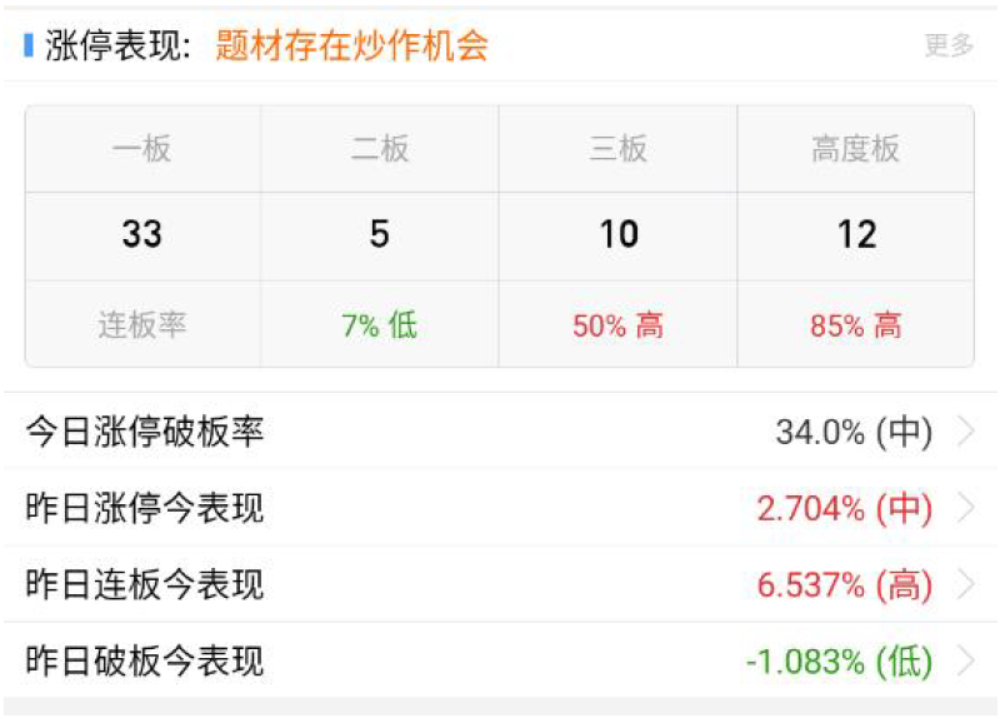 涨停表现: 题材存在炒作机会 更多
一板 二板 三板 高度板
33 5 10 12
连板率 7% 低 50% 高 85% 高
今日涨停破板率 34.0% (中)
昨日涨停今表现 2.704% (中)
昨日连板今表现 6.537% (高)
昨日破板今表现 -1.083% (低)